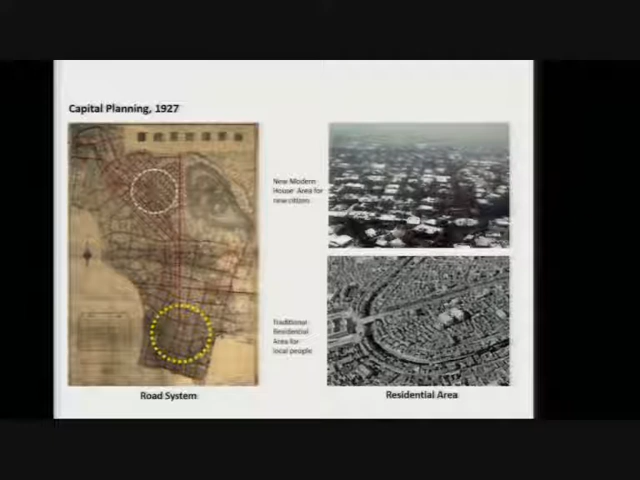 Capital Planning, 1927
New Modern
House Area for
new citizens
Traditional
Residential
Area for
local people
Road System
Residential Area